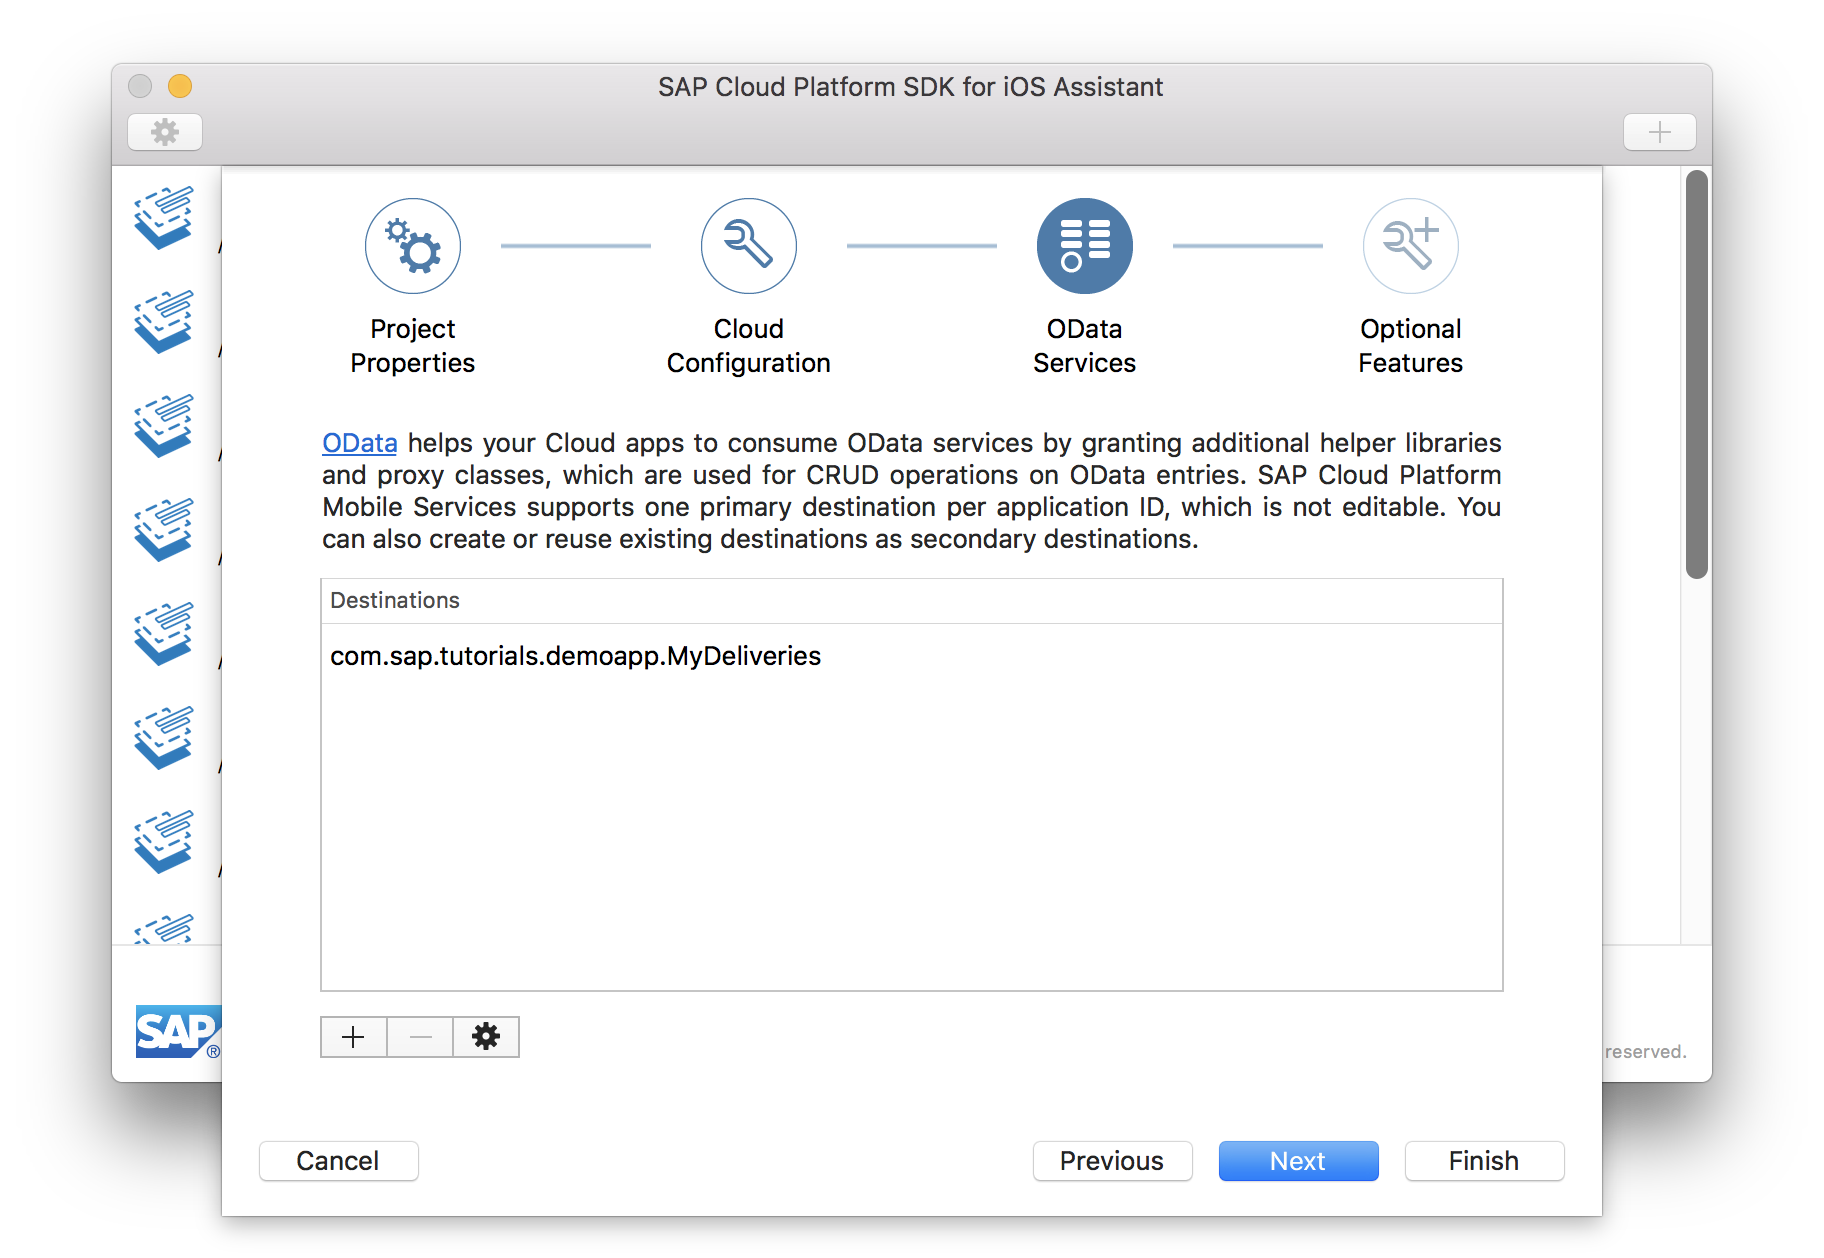 SAP Cloud Platform SDK for iOS Assistant
Project
Properties
Cloud
Configuration
OData
Services
Optional
Features
OData helps your Cloud apps to consume OData services by granting additional helper libraries
and proxy classes, which are used for CRUD operations on OData entries. SAP Cloud Platform
Mobile Services supports one primary destination per application ID, which is not editable. You
can also create or reuse existing destinations as secondary destinations.
Destinations
com.sap.tutorials.demoapp.MyDeliveries
SAP®
reserved.
Cancel
Previous
Next
Finish